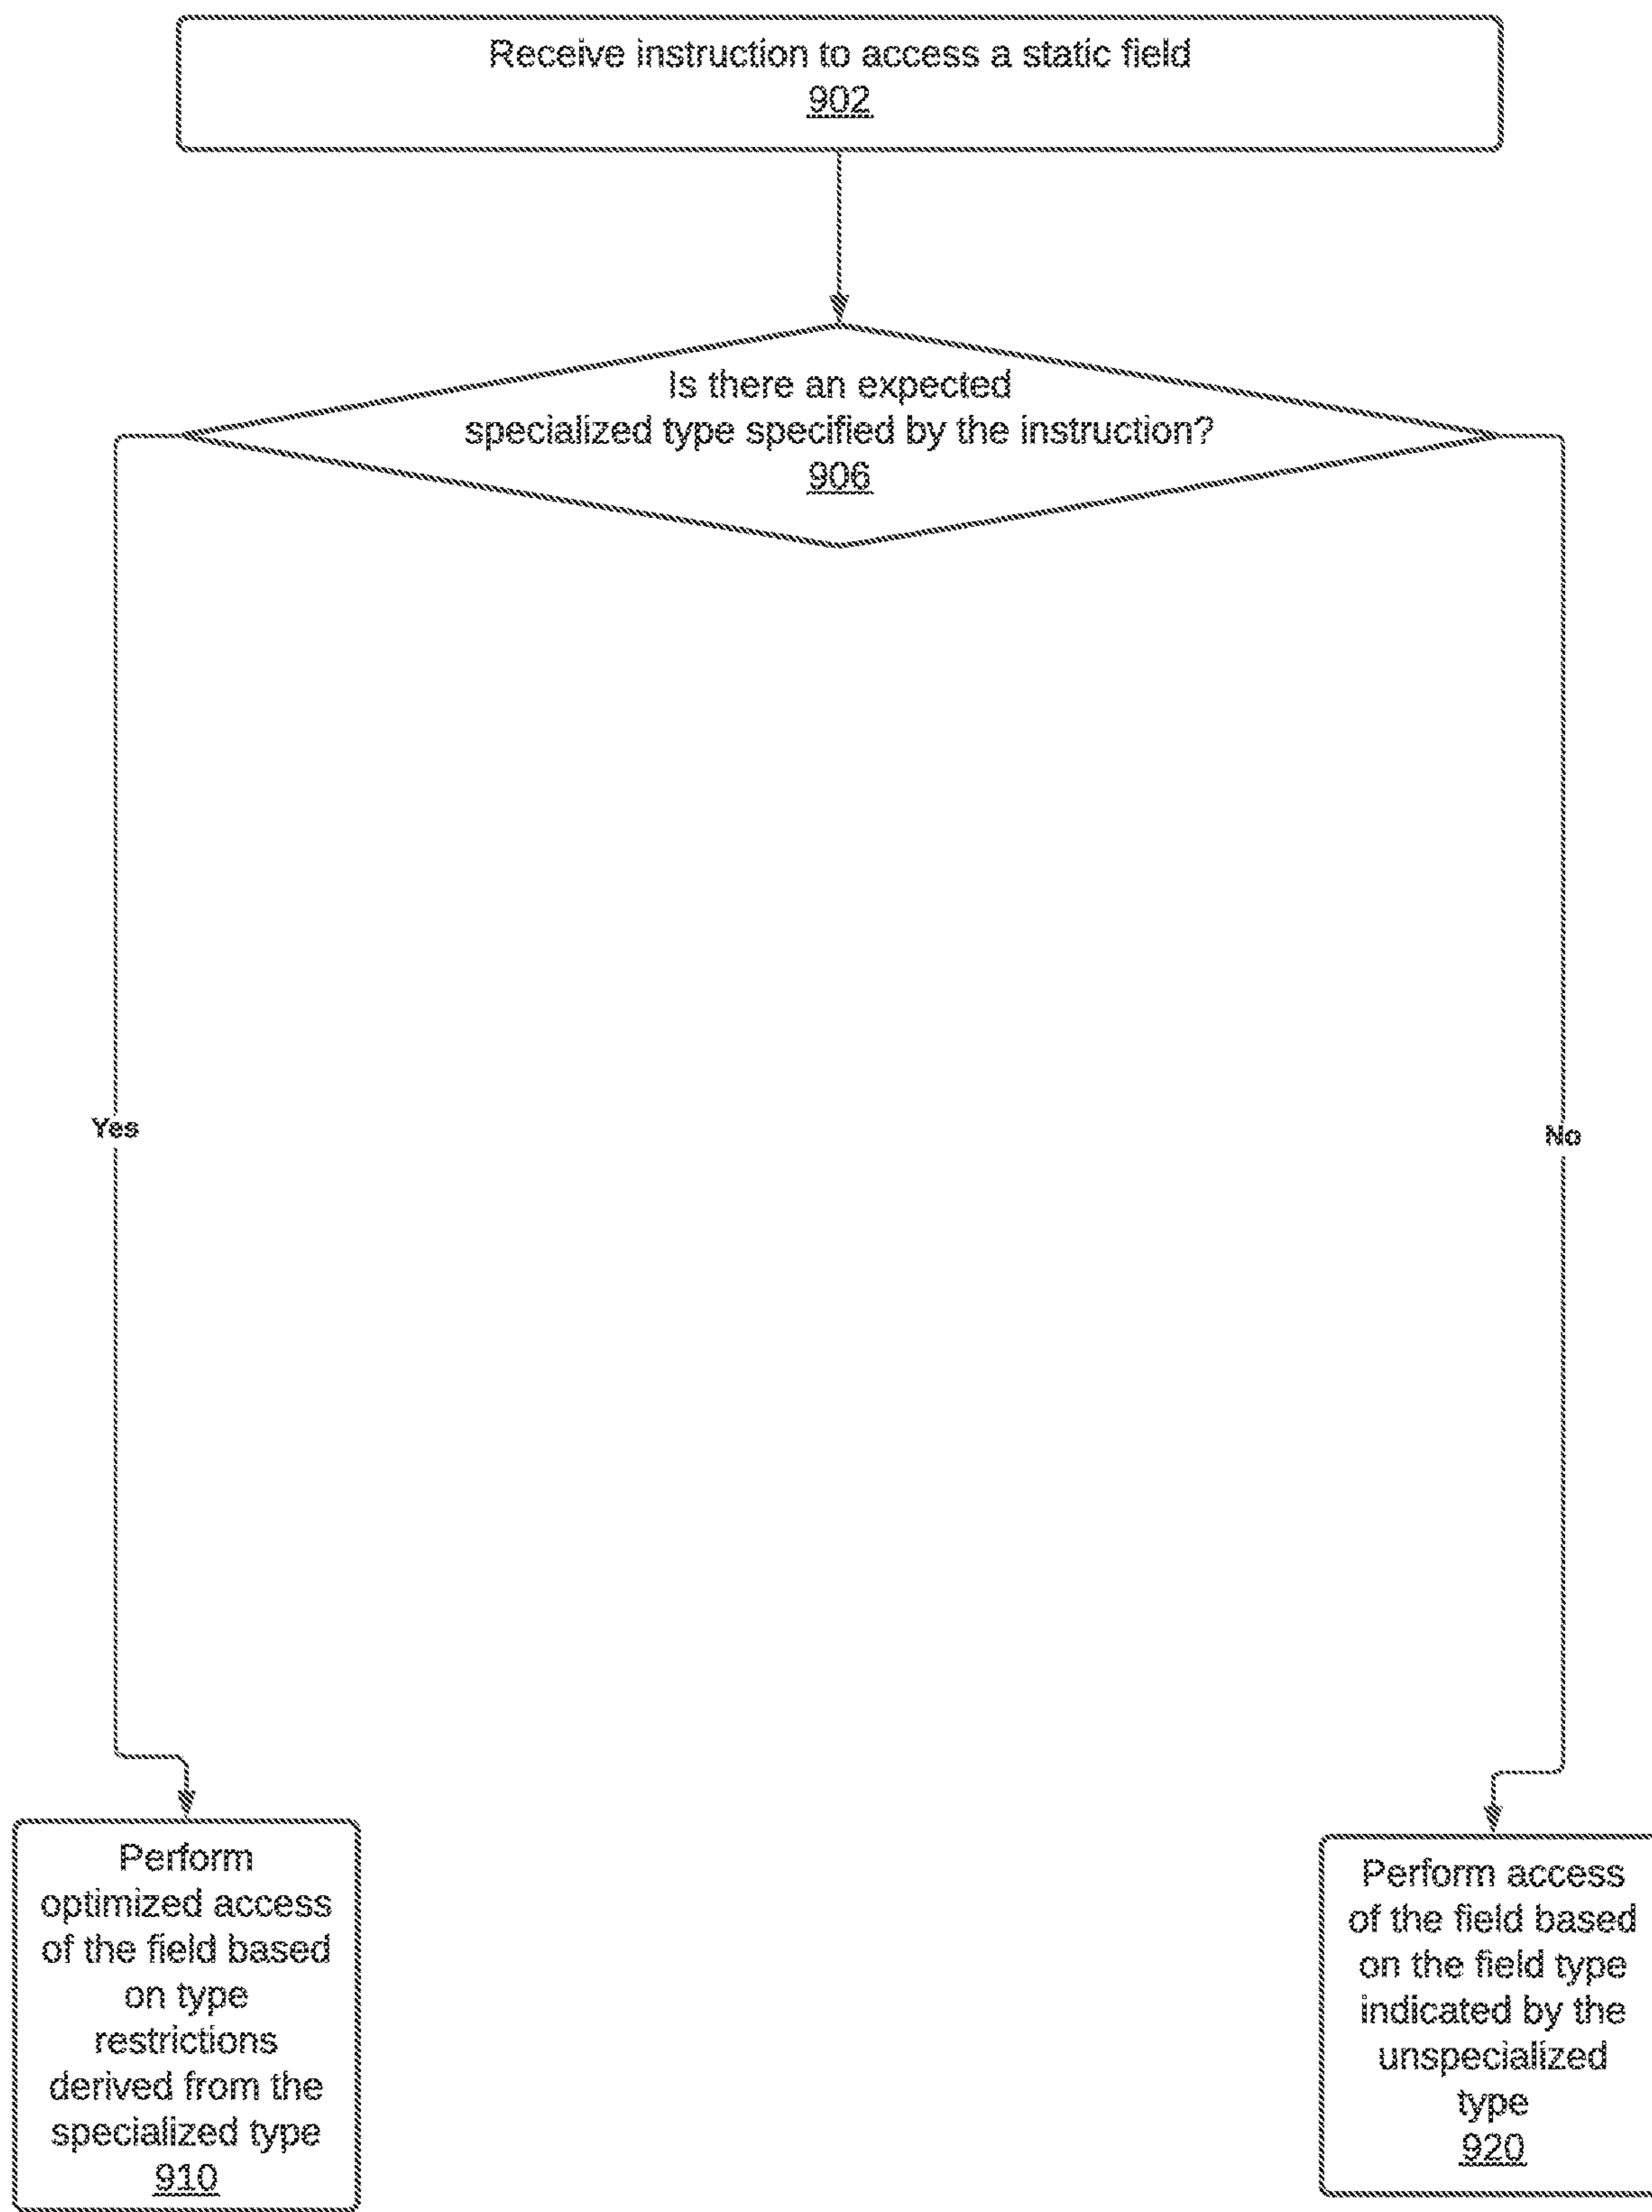 Receive instruction to access a static field
902
Is there an expected
specialized type specified by the instruction?
906
Yes
No
Perform
optimized access
of the field based
on type
restrictions
derived from the
specialized type
910
Perform access
of the field based
on the field type
indicated by the
unspecialized
type
920